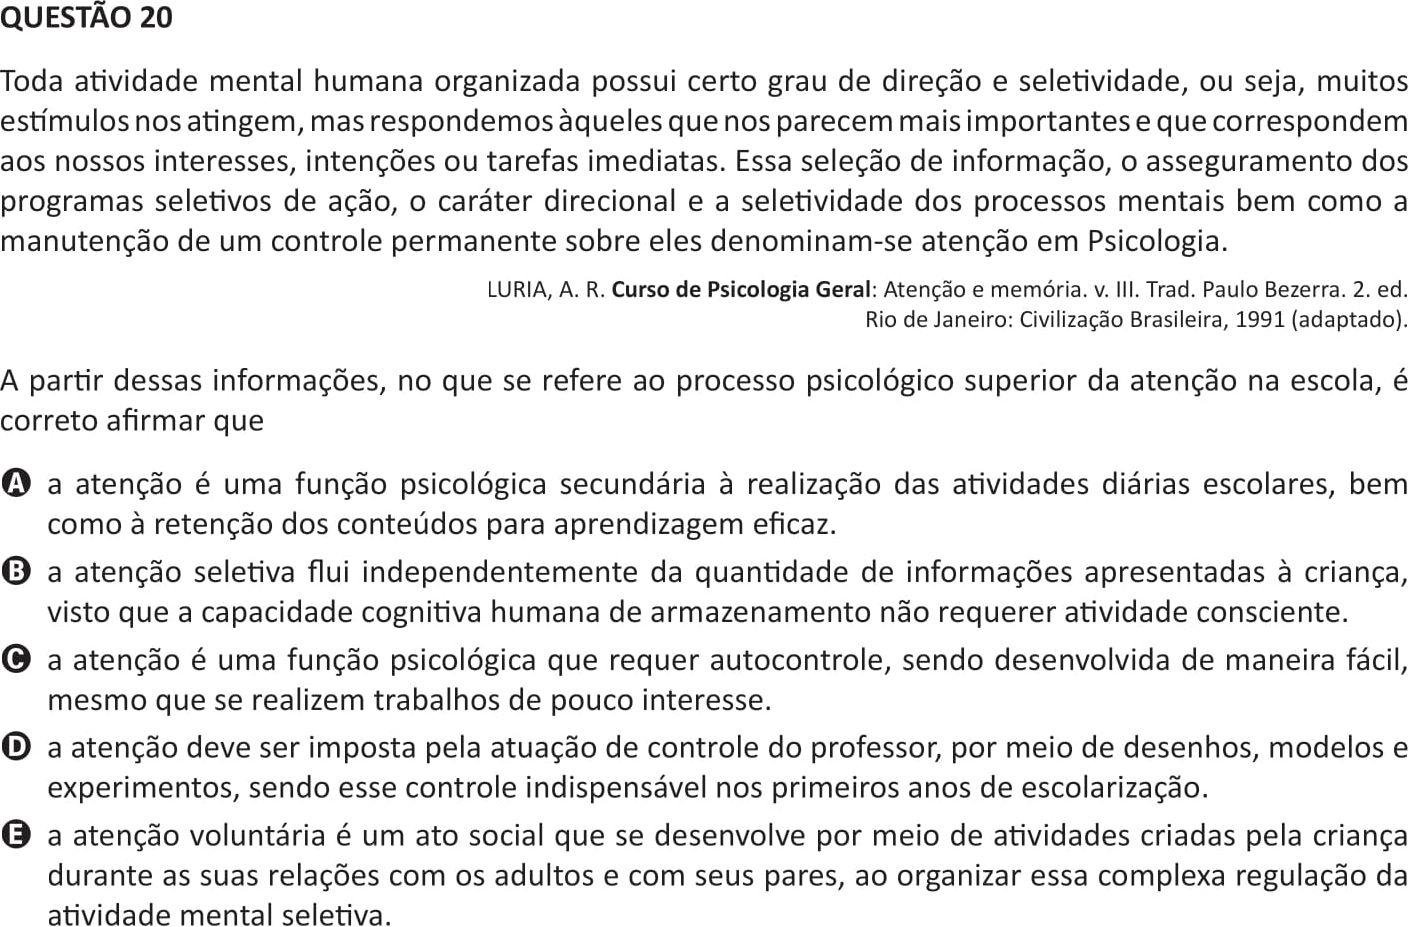 QUESTÃO 20
Toda atividade mental humana organizada possui certo grau de direção e seletividade, ou seja, muitos
estímulos nos atingem, mas respondemos àqueles que nos parecem mais importantes e que correspondem
aos nossos interesses, intenções ou tarefas imediatas. Essa seleção de informação, o asseguramento dos
programas seletivos de ação, o caráter direcional e a seletividade dos processos mentais bem como a
manutenção de um controle permanente sobre eles denominam-se atenção em Psicologia.
LURIA, A. R. Curso de Psicologia Geral: Atenção e memória. v. III. Trad. Paulo Bezerra. 2. ed.
Rio de Janeiro: Civilização Brasileira, 1991 (adaptado).
A partir dessas informações, no que se refere ao processo psicológico superior da atenção na escola, é
correto afirmar que
A a atenção é uma função psicológica secundária à realização das atividades diárias escolares, bem
como à retenção dos conteúdos para aprendizagem eficaz.
B a atenção seletiva flui independentemente da quantidade de informações apresentadas à criança,
visto que a capacidade cognitiva humana de armazenamento não requerer atividade consciente.
C a atenção é uma função psicológica que requer autocontrole, sendo desenvolvida de maneira fácil,
mesmo que se realizem trabalhos de pouco interesse.
D a atenção deve ser imposta pela atuação de controle do professor, por meio de desenhos, modelos e
experimentos, sendo esse controle indispensável nos primeiros anos de escolarização.
E a atenção voluntária é um ato social que se desenvolve por meio de atividades criadas pela criança
durante as suas relações com os adultos e com seus pares, ao organizar essa complexa regulação da
atividade mental seletiva.